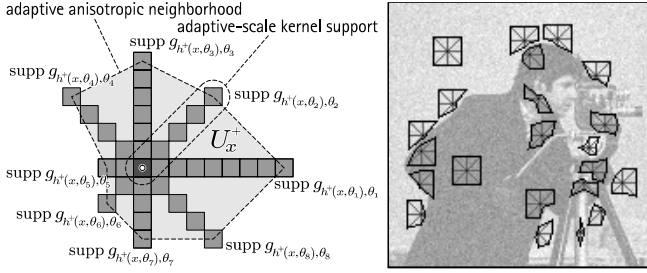 adaptive anisotropic neighborhood
adaptive-scale kernel support
supp g_{h^+(x,θ_3),θ_3}
supp g_{h^+(x,θ_4),θ_4}
supp g_{h^+(x,θ_2),θ_2}
U_x^+
supp g_{h^+(x,θ_5),θ_5}
supp g_{h^+(x,θ_1),θ_1}
supp g_{h^+(x,θ_6),θ_6}
supp g_{h^+(x,θ_7),θ_7}
supp g_{h^+(x,θ_8),θ_8}